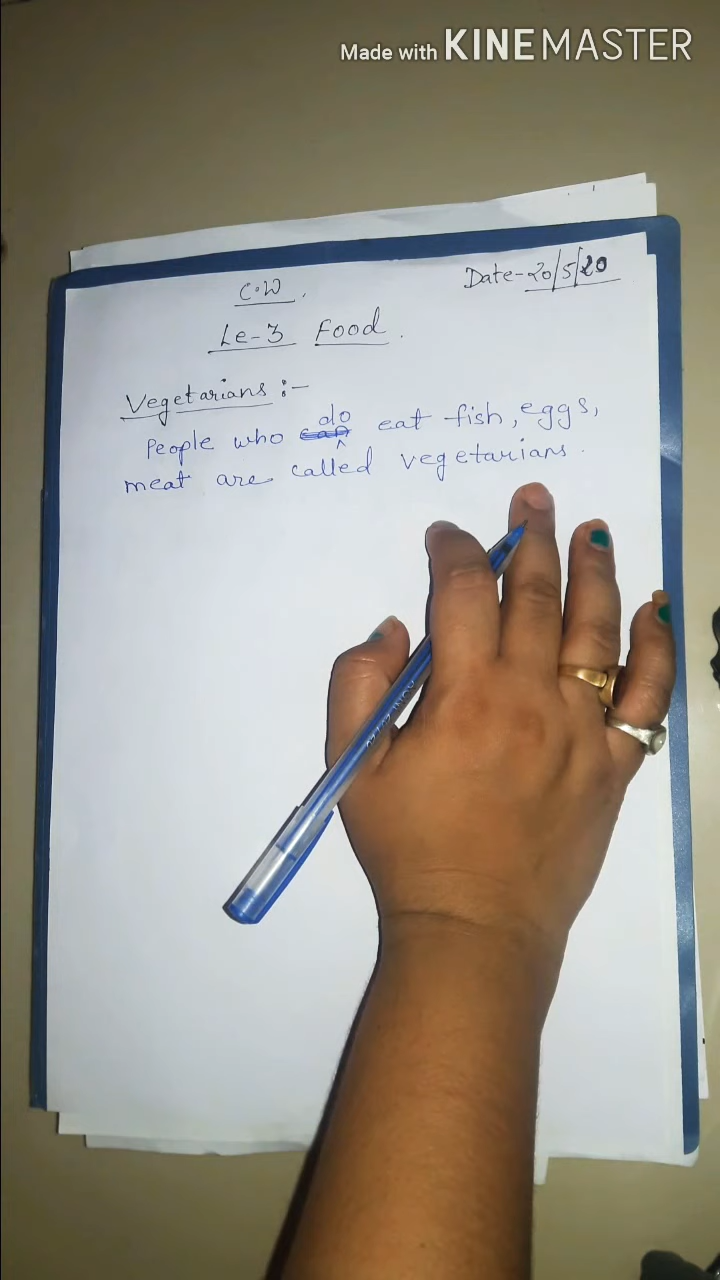 Made with KINEMASTER
C.W.
Date-20/5/20
Le-3 Food.
Vegetarians :-
People who do eat fish, eggs,
meat are called vegetarians.